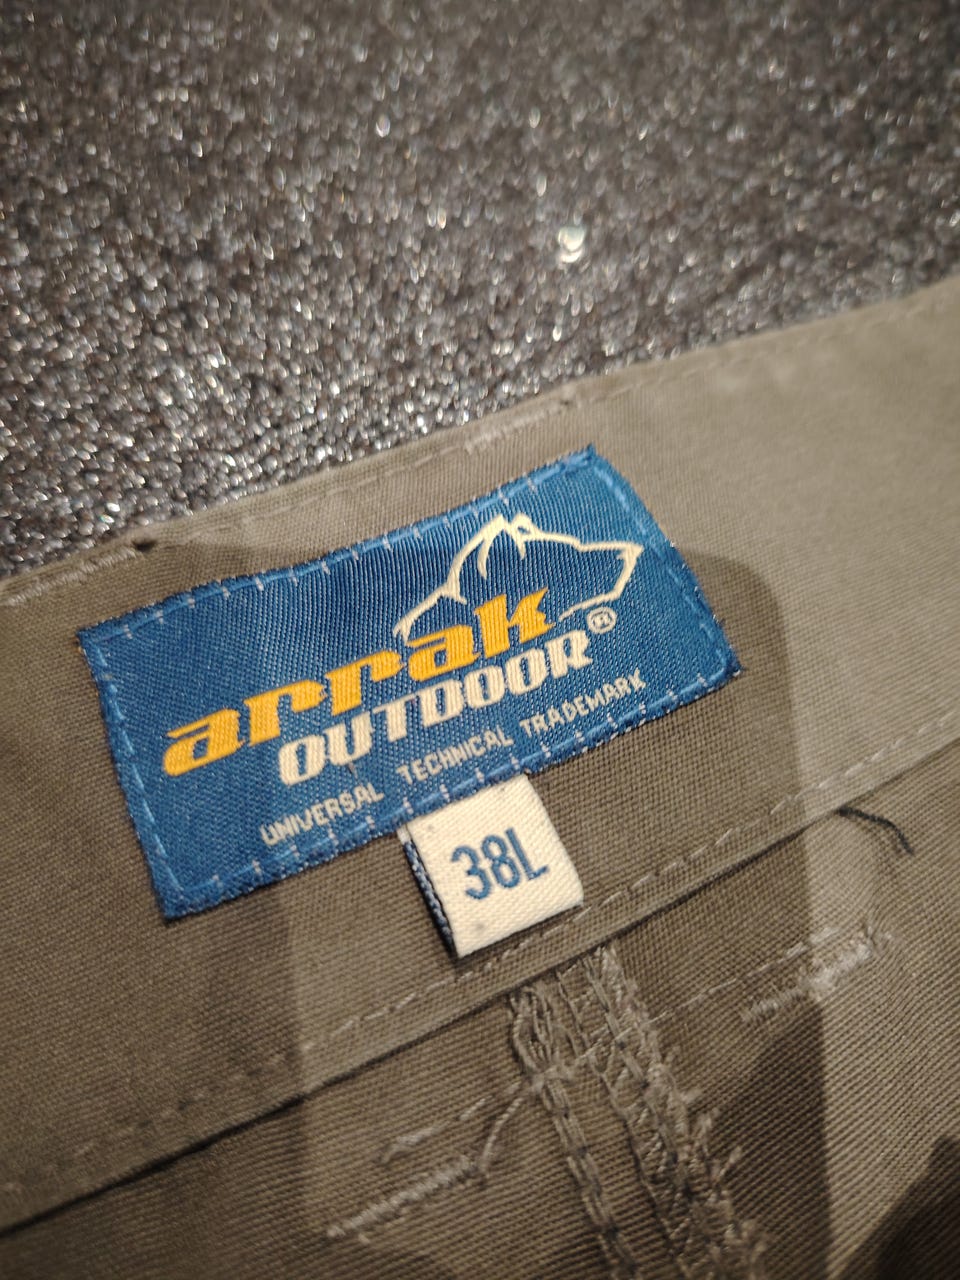 arrak
OUTDOOR®
UNIVERSAL TECHNICAL TRADEMARK
38L